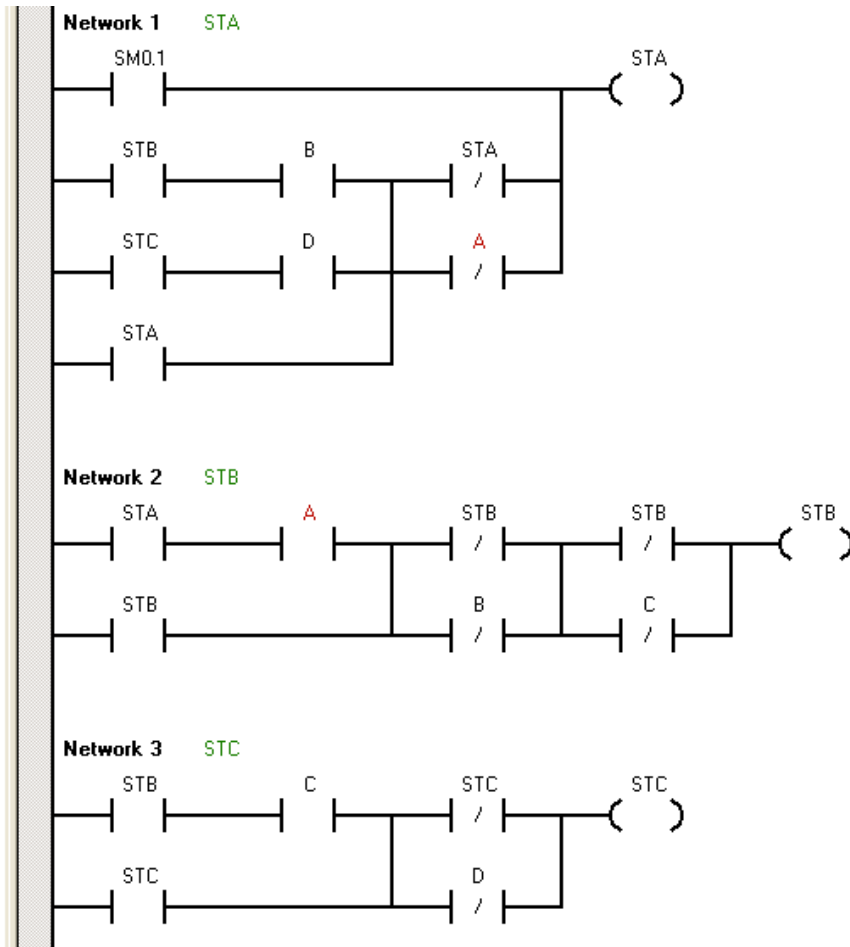 Network 1 STA
SM0.1 STA
STB B STA
/
STC D A
/
STA
Network 2 STB
STA A STB STB STB
/ /
STB B C
/ /
Network 3 STC
STB C STC STC
/
STC D
/